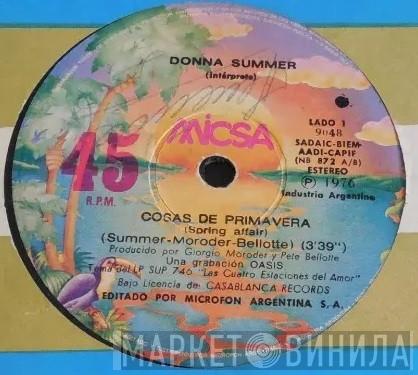 DONNA SUMMER
(Intérprete)
MICSA
45
R.P.M.
LADO 1
9048
SADAIC-BIEM-
AADI-CAPIF
(NB 872 A/B)
ESTEREO
Ⓟ 1976
Industria Argentina
COSAS DE PRIMAVERA
(Spring affair)
(Summer-Moroder-Bellotte) (3'39")
Producido por Giorgio Moroder y Pete Bellotte
Una grabación OASIS
Tema del LP SUP 746 "Las Cuatro Estaciones del Amor"
Bajo Licencia de: CASABLANCA RECORDS
EDITADO POR MICROFON ARGENTINA S.A.
МАРКЕТ ВИНИЛА